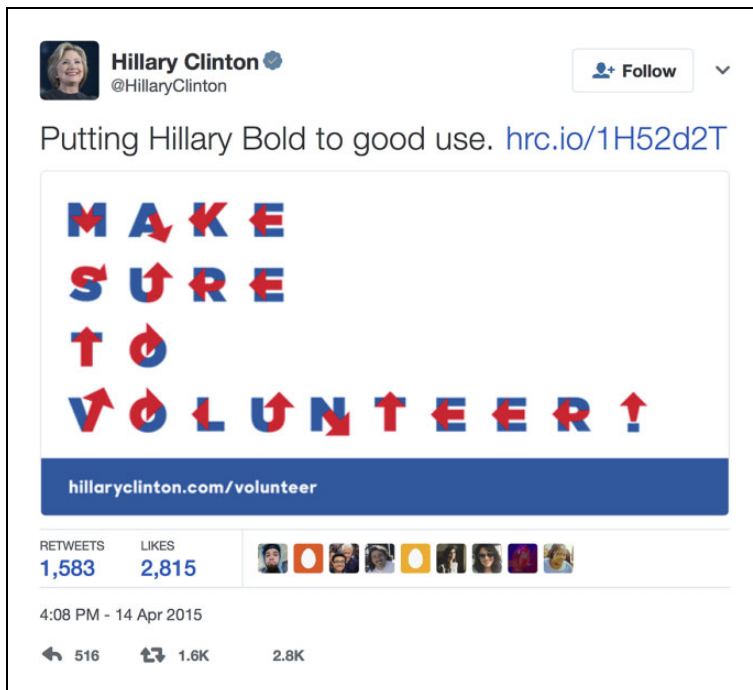 Hillary Clinton
@HillaryClinton
Follow
Putting Hillary Bold to good use. hrc.io/1H52d2T
MAKE
SURE
TO
VOLUNTEER!
hillaryclinton.com/volunteer
RETWEETS LIKES
1,583 2,815
4:08 PM - 14 Apr 2015
516 1.6K 2.8K